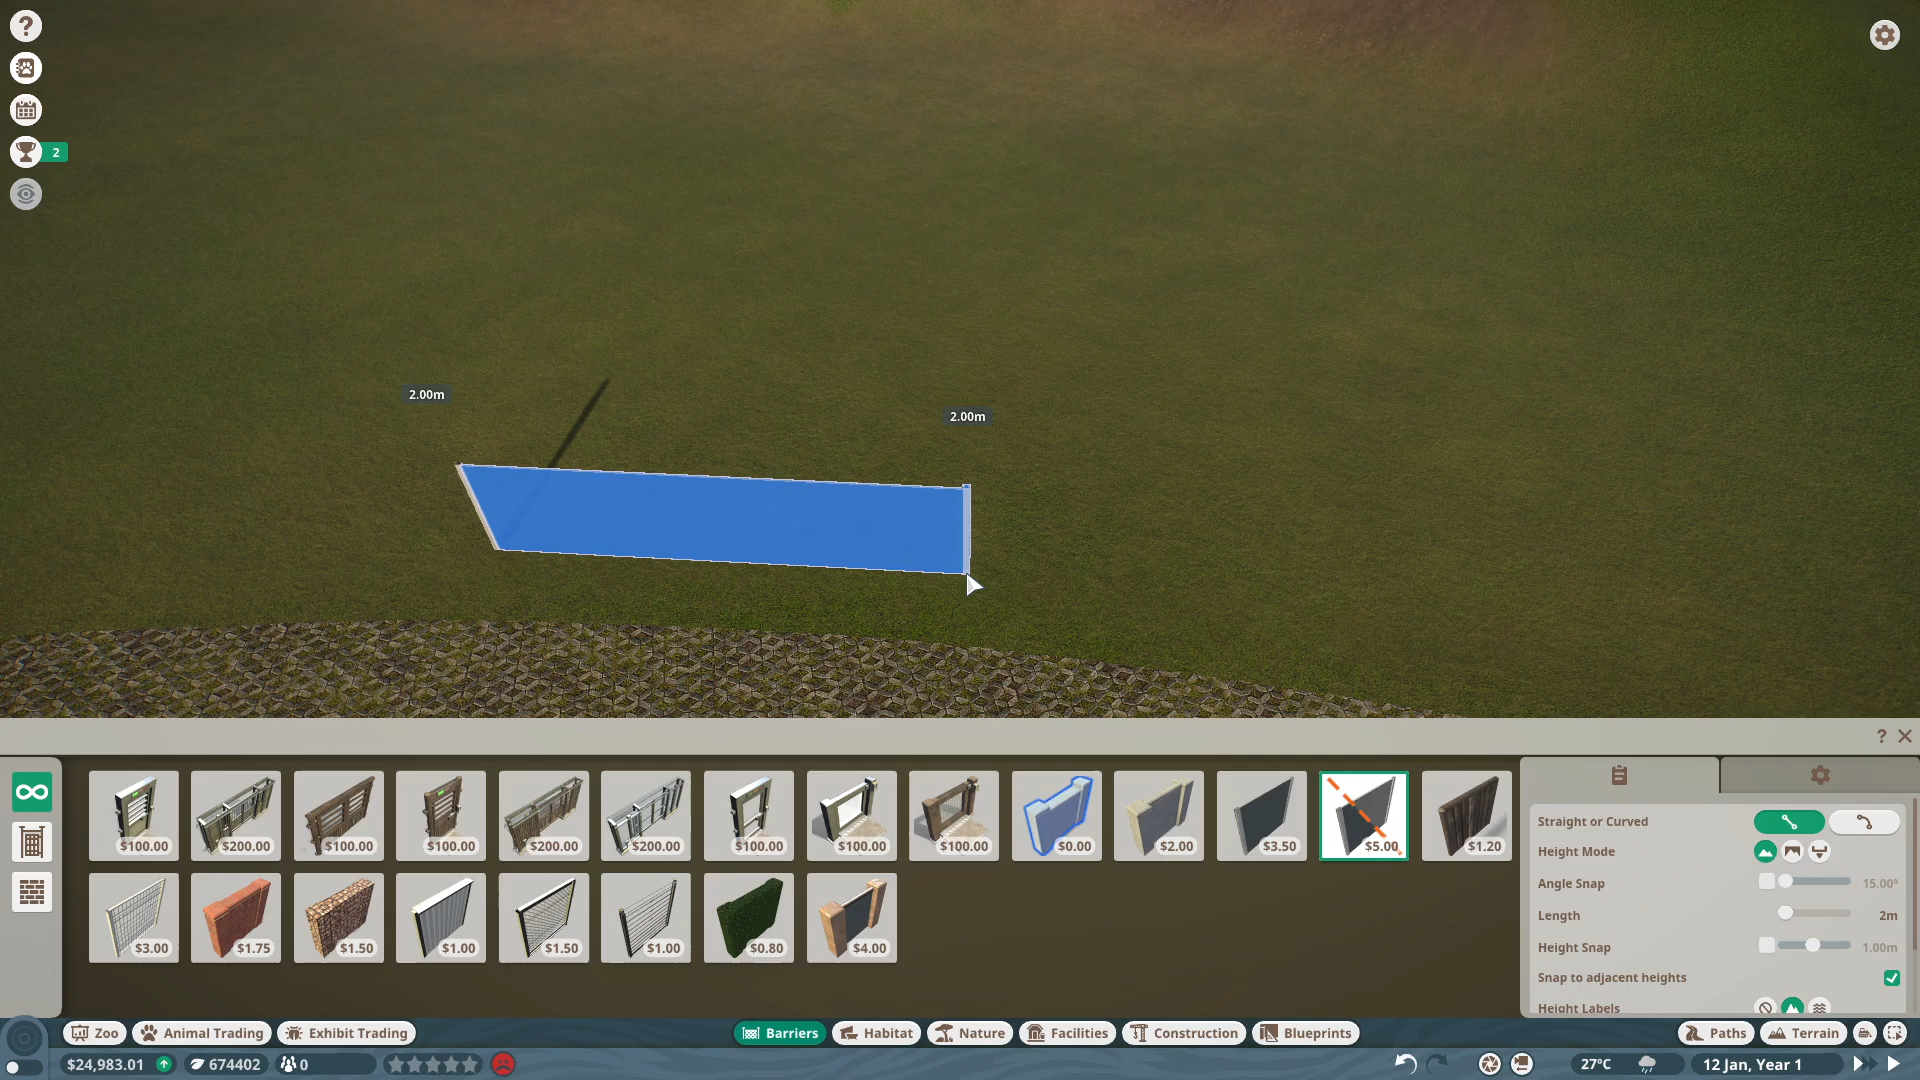 ?
2
2.00m
2.00m
?
$100.00
$200.00
$100.00
$100.00
$200.00
$200.00
$100.00
$100.00
$100.00
$0.00
$2.00
$3.50
$5.00
$1.20
$3.00
$1.75
$1.50
$1.00
$1.50
$1.00
$0.80
$4.00
Straight or Curved
Height Mode
Angle Snap 15.00°
Length 2m
Height Snap 1.00m
Snap to adjacent heights
Height Labels
Zoo
Animal Trading
Exhibit Trading
Barriers
Habitat
Nature
Facilities
Construction
Blueprints
Paths
Terrain
$24,983.01
674402
0
27°C
12 Jan, Year 1